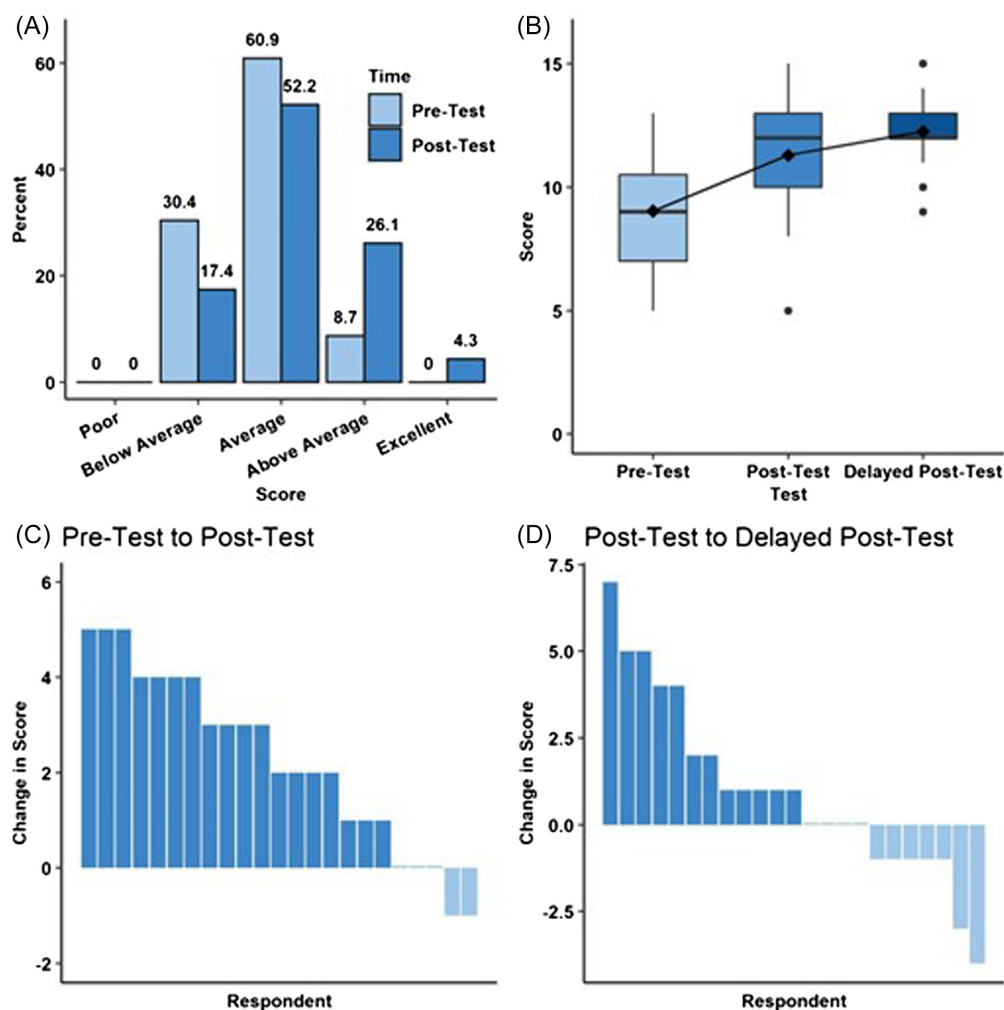 (A)
60.9
60
52.2
Time
Pre-Test
Post-Test
40
Percent
30.4
26.1
20
17.4
8.7
4.3
0
0
0
0
Poor
Below Average
Average
Above Average
Excellent
Score
(B)
15
10
Score
5
0
Pre-Test
Post-Test
Delayed Post-Test
Test
(C) Pre-Test to Post-Test
6
4
Change in Score
2
0
-2
Respondent
(D) Post-Test to Delayed Post-Test
7.5
5.0
Change in Score
2.5
0.0
-2.5
Respondent